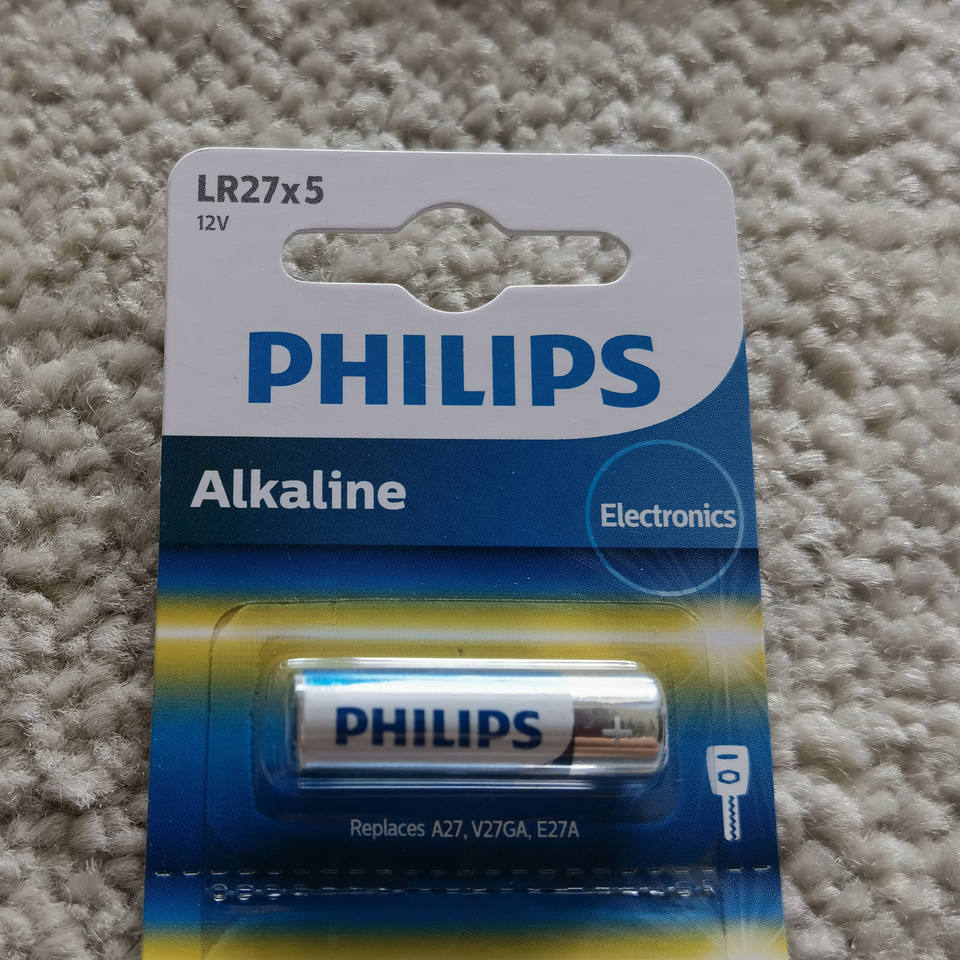 LR27x5
12V
PHILIPS
Alkaline
Electronics
PHILIPS
+
Replaces A27, V27GA, E27A